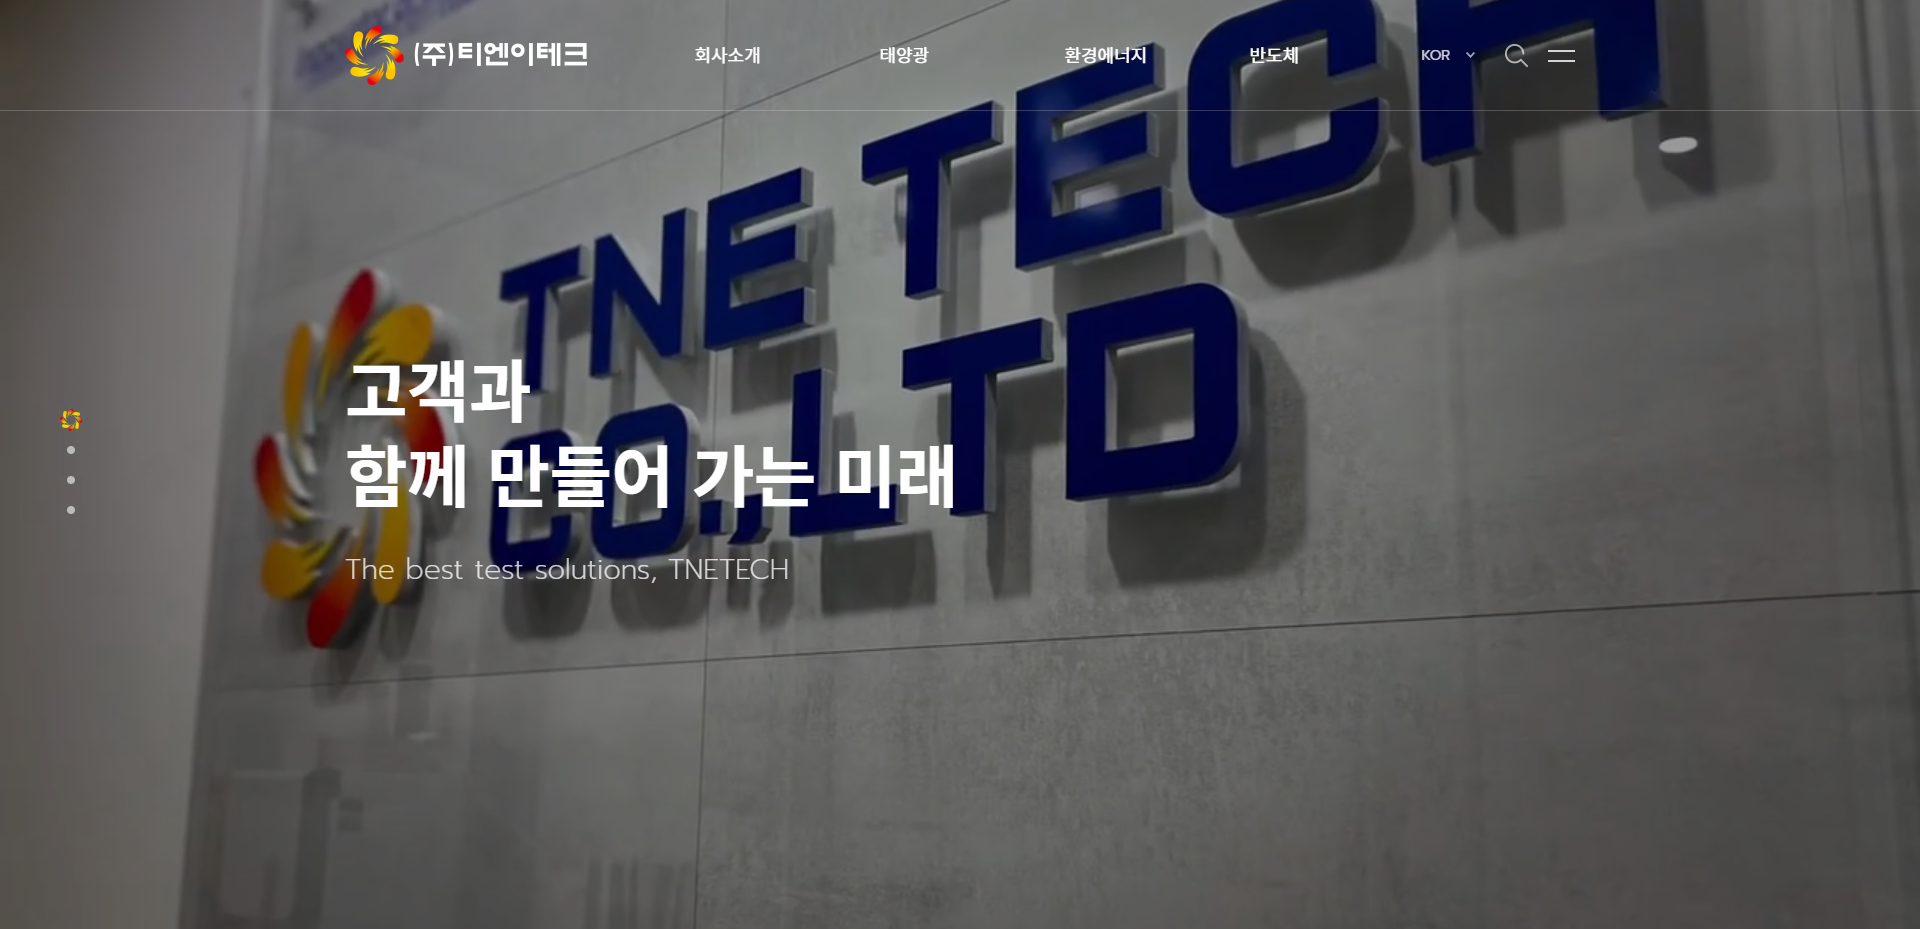 (주)티엔이테크
회사소개
태양광
환경에너지
반도체
KOR
TNE TECH
CO.,LTD
고객과
함께 만들어 가는 미래
The best test solutions, TNETECH